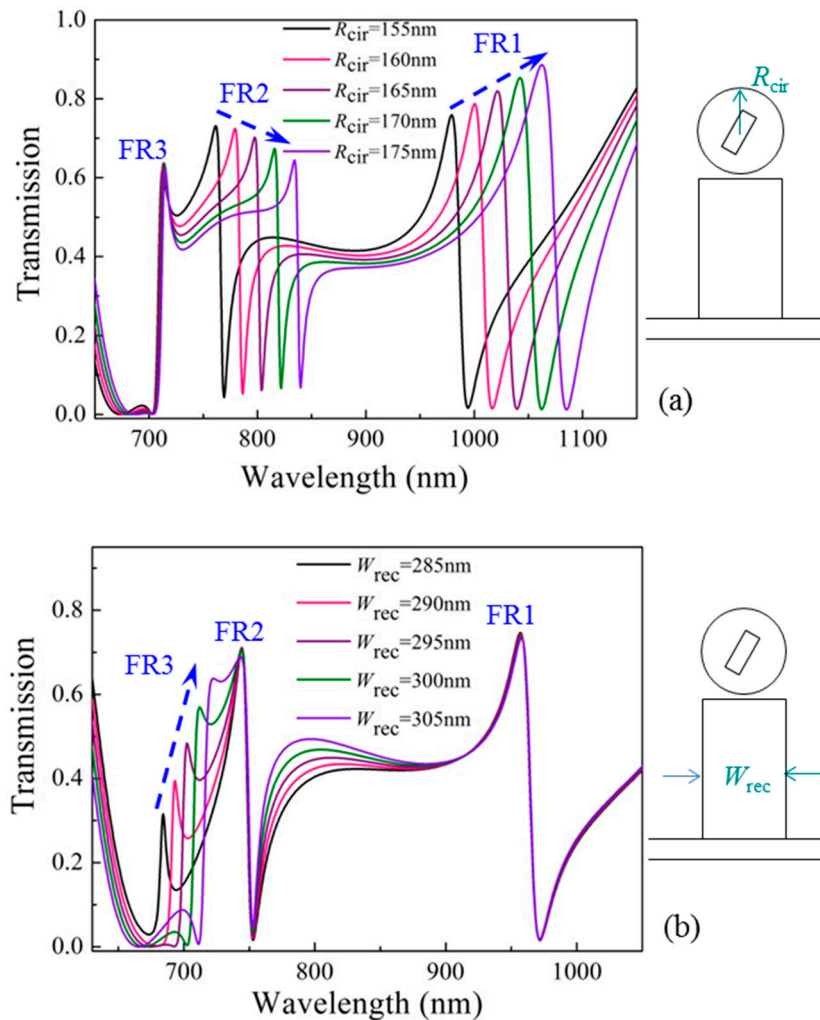 1.0
0.8
0.6
0.4
0.2
0.0
Transmission
700 800 900 1000 1100
Wavelength (nm)
Rcir=155nm
Rcir=160nm
Rcir=165nm
Rcir=170nm
Rcir=175nm
FR3
FR2
FR1
Rcir
(a)
0.8
0.6
0.4
0.2
0.0
Transmission
700 800 900 1000
Wavelength (nm)
Wrec=285nm
Wrec=290nm
Wrec=295nm
Wrec=300nm
Wrec=305nm
FR3
FR2
FR1
Wrec
(b)